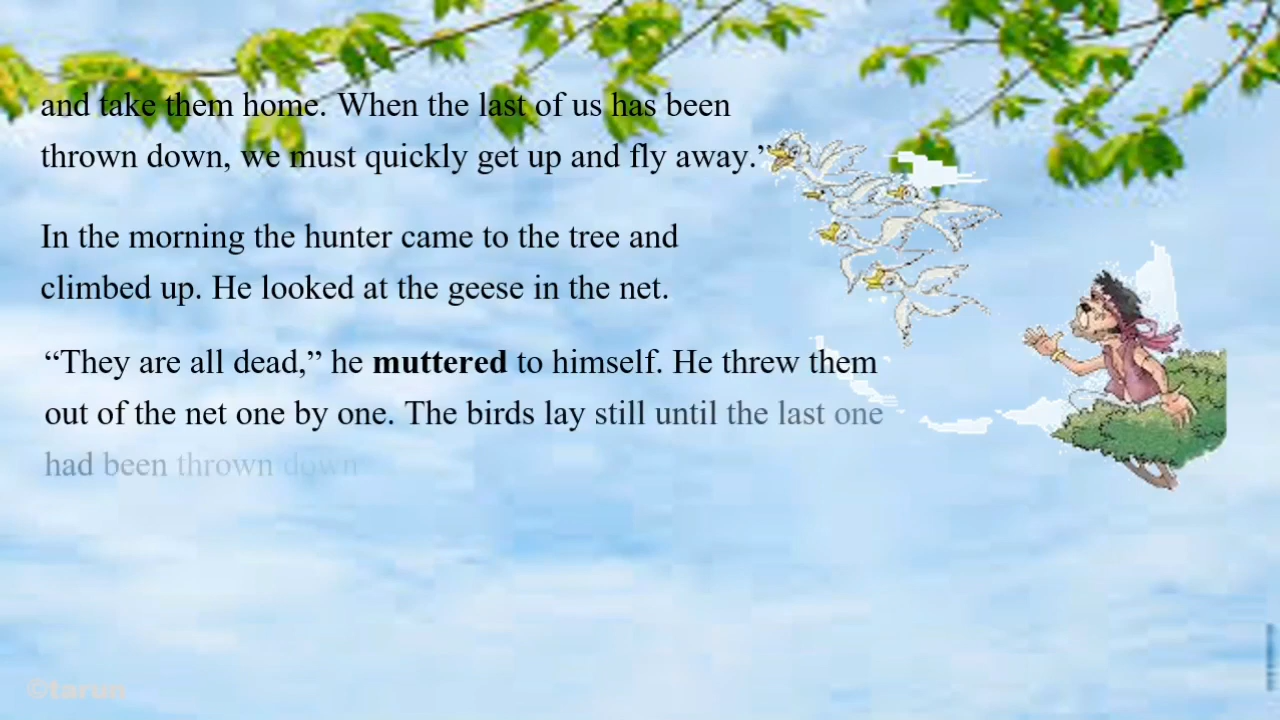 and take them home. When the last of us has been
thrown down, we must quickly get up and fly away.”
In the morning the hunter came to the tree and
climbed up. He looked at the geese in the net.
“They are all dead,” he muttered to himself. He threw them
out of the net one by one. The birds lay still until the last one
had been thrown down
©tarun